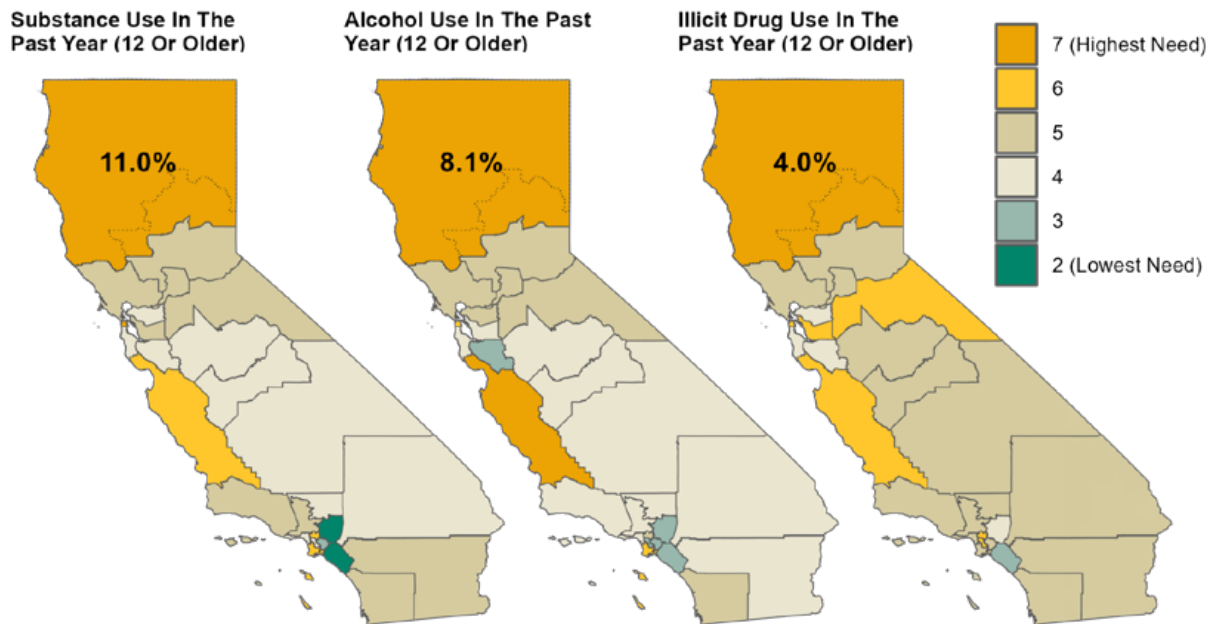 Substance Use In The
Past Year (12 Or Older)
Alcohol Use In The Past
Year (12 Or Older)
Illicit Drug Use In The
Past Year (12 Or Older)
11.0%
8.1%
4.0%
7 (Highest Need)
6
5
4
3
2 (Lowest Need)